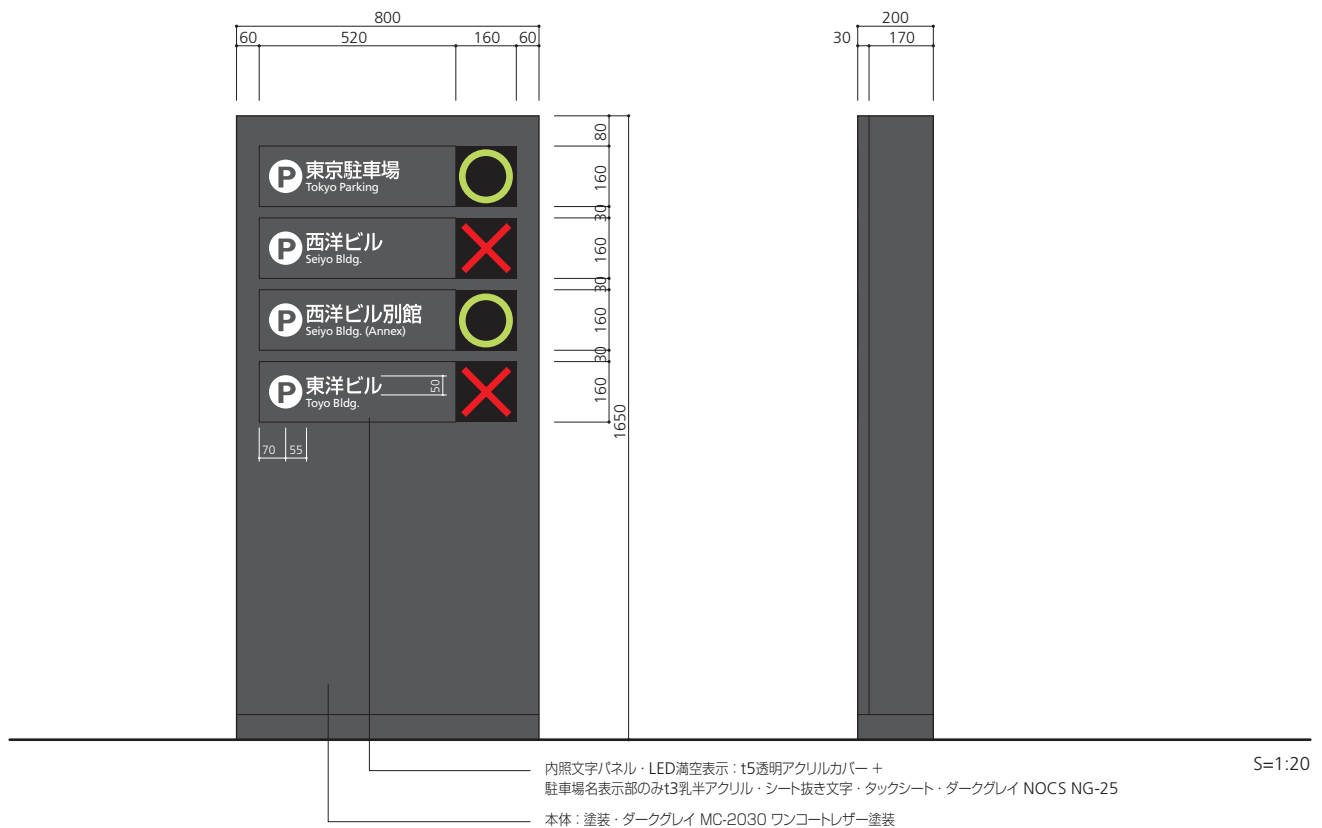 800
60 520 160 60
200
30 170
80
160
30
160
30
160
30
160
1650
P 東京駐車場
Tokyo Parking
P 西洋ビル
Seiyo Bldg.
P 西洋ビル別館
Seiyo Bldg. (Annex)
P 東洋ビル
Toyo Bldg.
50
70 55
内照文字パネル・LED満空表示：t5透明アクリルカバー ＋
駐車場名表示部のみt3乳半アクリル・シート抜き文字・タックシート・ダークグレイ NOCS NG-25
本体：塗装・ダークグレイ MC-2030 ワンコートレザー塗装
S=1:20